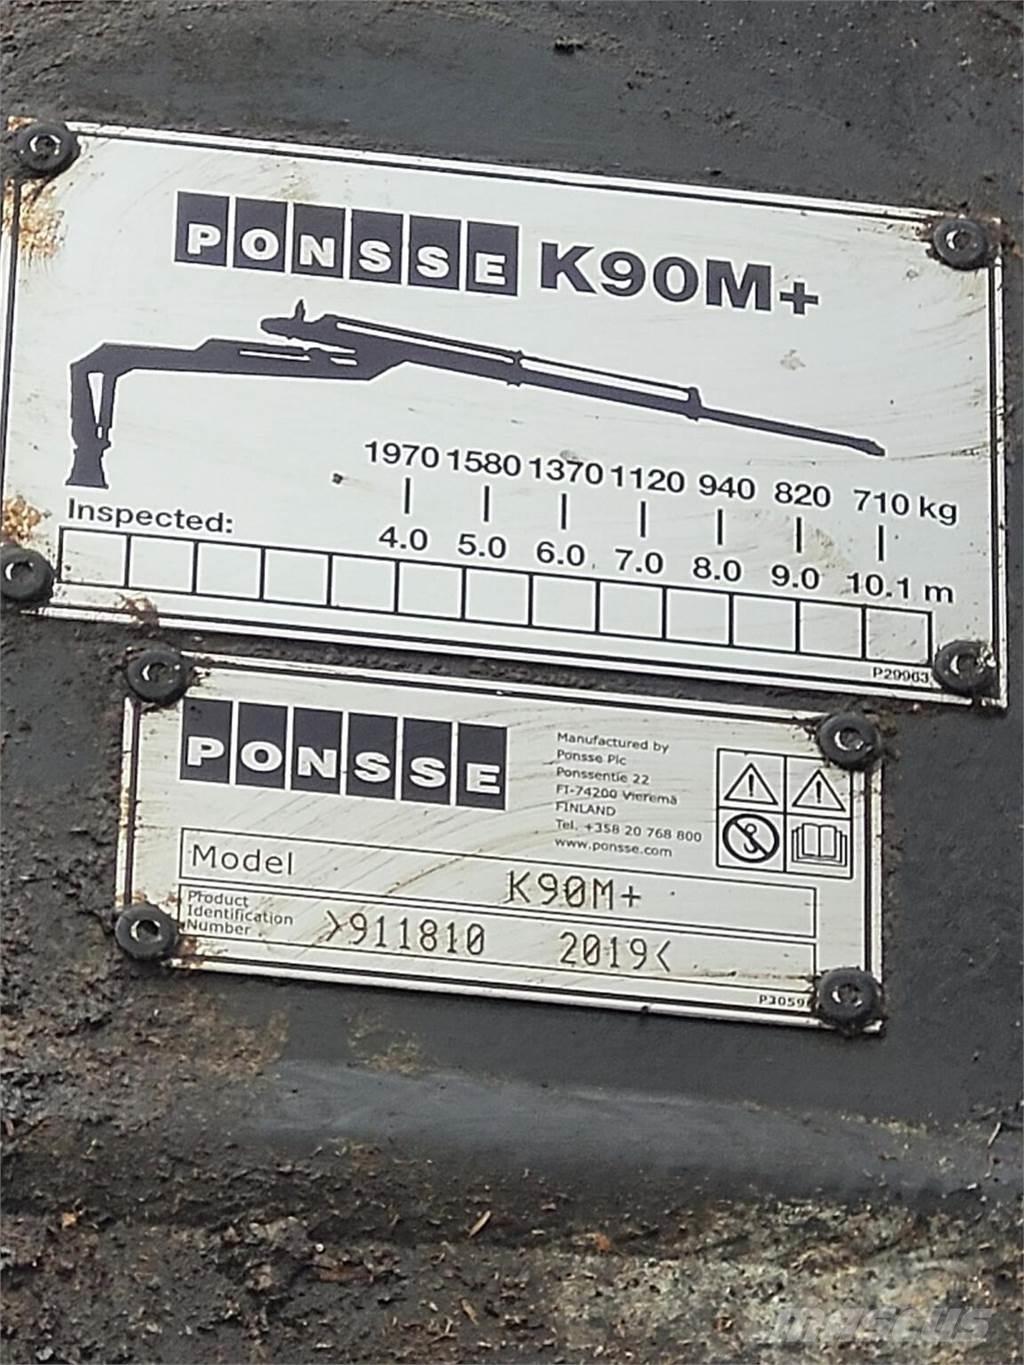 PONSSE K90M+
1970 1580 1370 1120 940 820 710 kg
Inspected:
4.0 5.0 6.0 7.0 8.0 9.0 10.1 m
P29963
PONSSE
Manufactured by
Ponsse Plc
Ponssentie 22
FI-74200 Vieremä
FINLAND
Tel. +358 20 768 800
www.ponsse.com
Model K90M+
Product
Identification
Number >911810 2019<
mascus